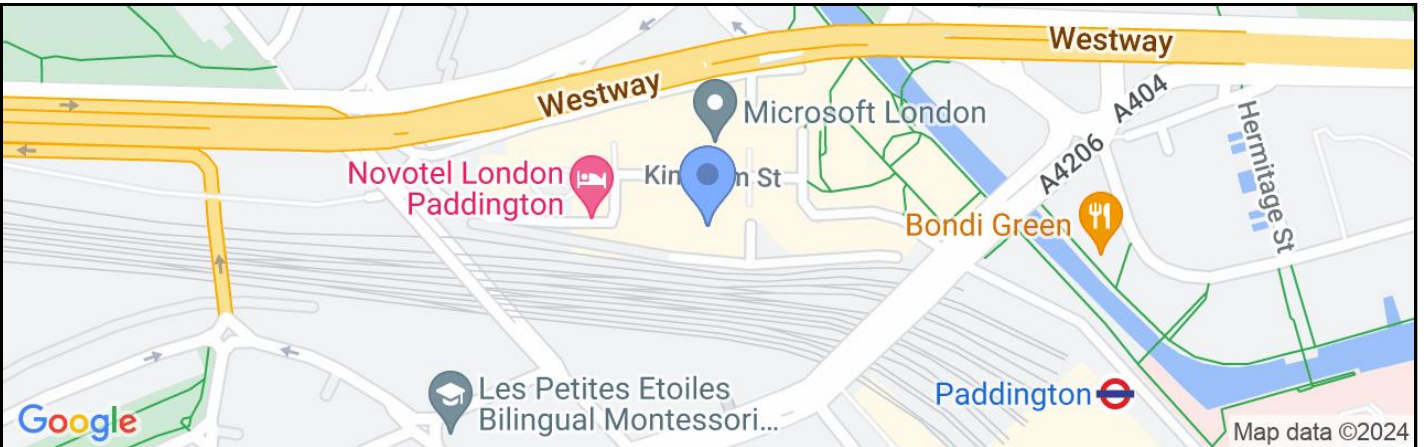 Westway
Westway
Microsoft London
A4206 A404
Hermitage St
Novotel London
Paddington
St
Bondi Green
Les Petites Etoiles
Bilingual Montessori...
Paddington
Google
Map data ©2024